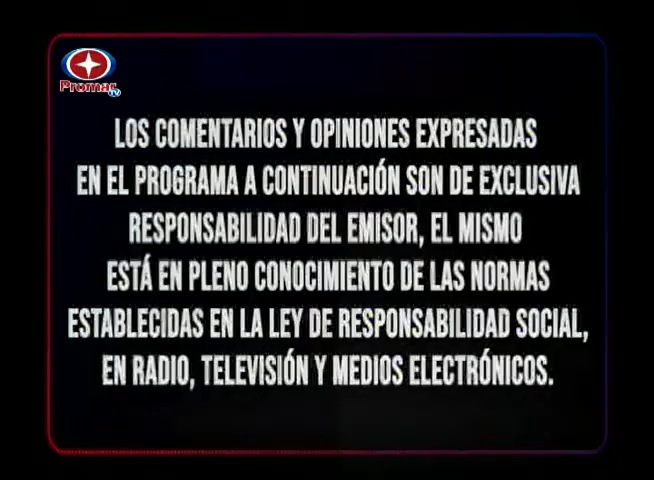 Promar
tv
LOS COMENTARIOS Y OPINIONES EXPRESADAS
EN EL PROGRAMA A CONTINUACIÓN SON DE EXCLUSIVA
RESPONSABILIDAD DEL EMISOR, EL MISMO
ESTÁ EN PLENO CONOCIMIENTO DE LAS NORMAS
ESTABLECIDAS EN LA LEY DE RESPONSABILIDAD SOCIAL,
EN RADIO, TELEVISIÓN Y MEDIOS ELECTRÓNICOS.